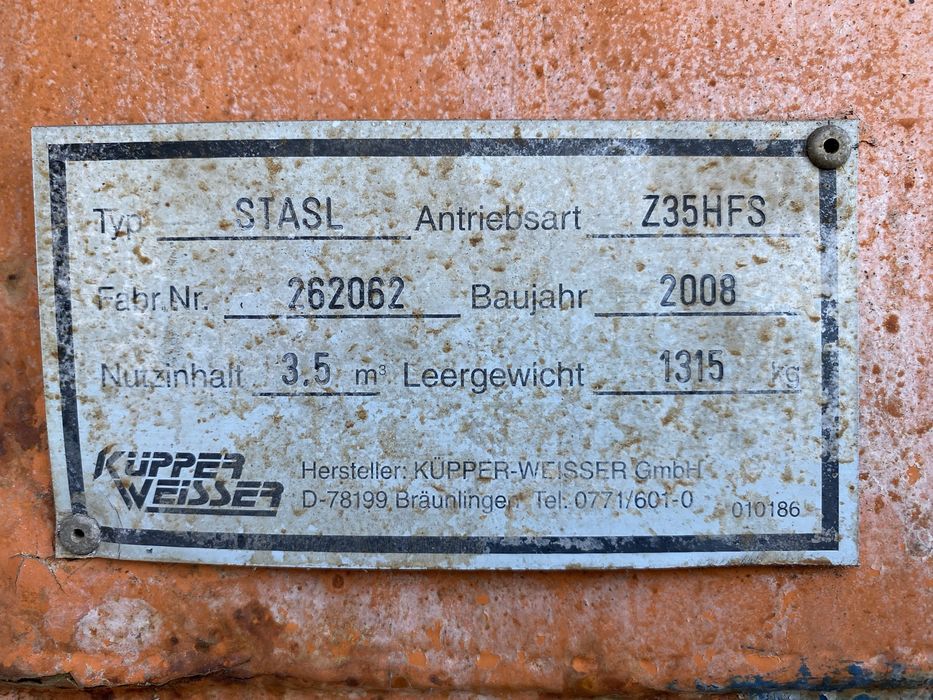 Typ STASL Antriebsart Z35HFS
Fabr.Nr. 262062 Baujahr 2008
Nutzinhalt 3.5 m³ Leergewicht 1315 kg
KÜPPER WEISSER
Hersteller: KÜPPER-WEISSER GmbH
D-78199 Bräunlingen Tel. 0771/601-0
010186